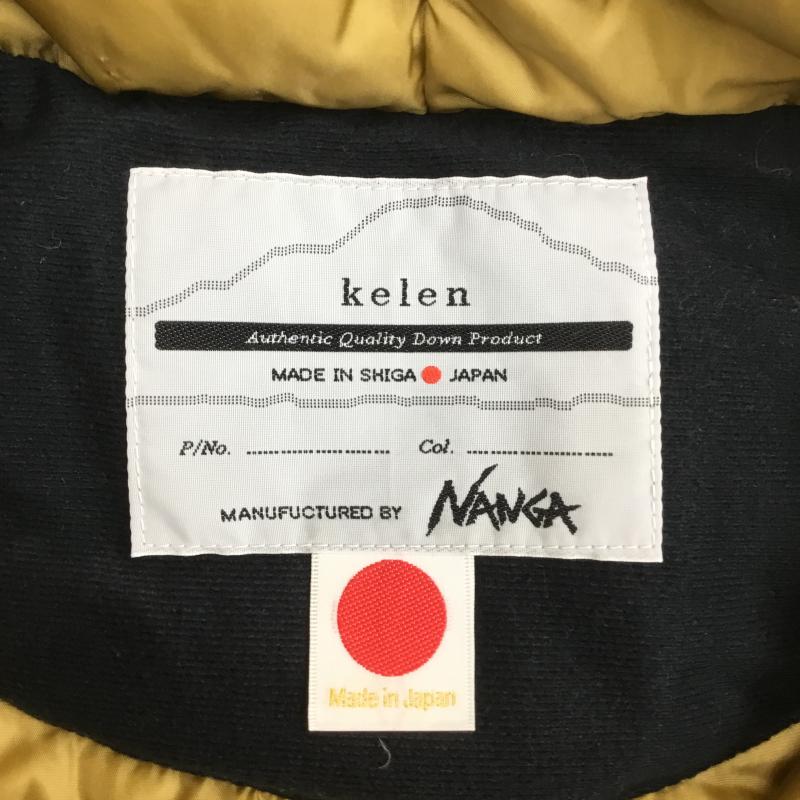 kelen
Authentic Quality Down Product
MADE IN SHIGA JAPAN
P/No. Col.
MANUFUCTURED BY NANGA
Made in Japan